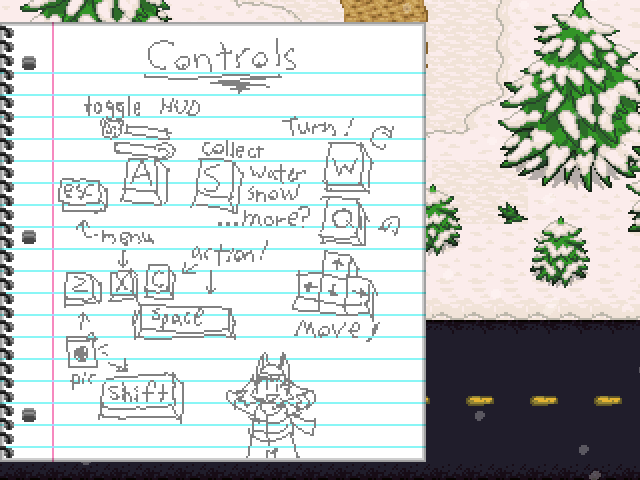 Controls
toggle HUD
Turn!
collect
A
S
water
W
esc
snow
...more?
Q
menu
action!
Z
X
C
space
Move!
pic
shift